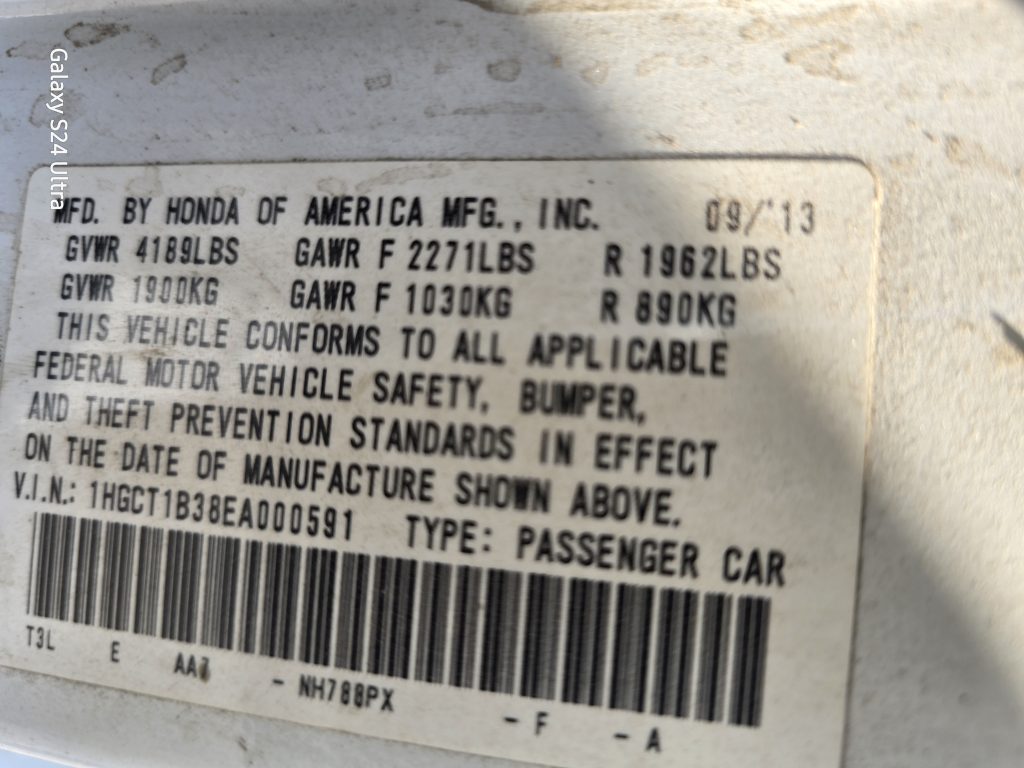 MFD. BY HONDA OF AMERICA MFG., INC. 09/'13
GVWR 4189LBS GAWR F 2271LBS R 1962LBS
GVWR 1900KG GAWR F 1030KG R 890KG
THIS VEHICLE CONFORMS TO ALL APPLICABLE
FEDERAL MOTOR VEHICLE SAFETY, BUMPER,
AND THEFT PREVENTION STANDARDS IN EFFECT
ON THE DATE OF MANUFACTURE SHOWN ABOVE.
V.I.N.: 1HGCT1B38EA000591 TYPE: PASSENGER CAR
T3L E - NH788PX - F - A
Galaxy S24 Ultra